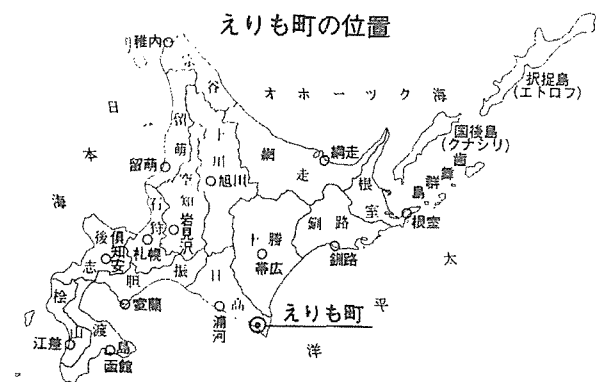 えりも町の位置
稚内
宗谷
オホーツク海
択捉島
(エトロフ)
国後島
(クナシリ)
歯舞群島
日本海
留萌
留萌
上川
旭川
空知
岩見沢
石狩
札幌
網走
網走
根室
根室
釧路
釧路
十勝
帯広
後志
倶知安
胆振
室蘭
日高
浦河
えりも町
太平洋
桧山
江差
渡島
函館